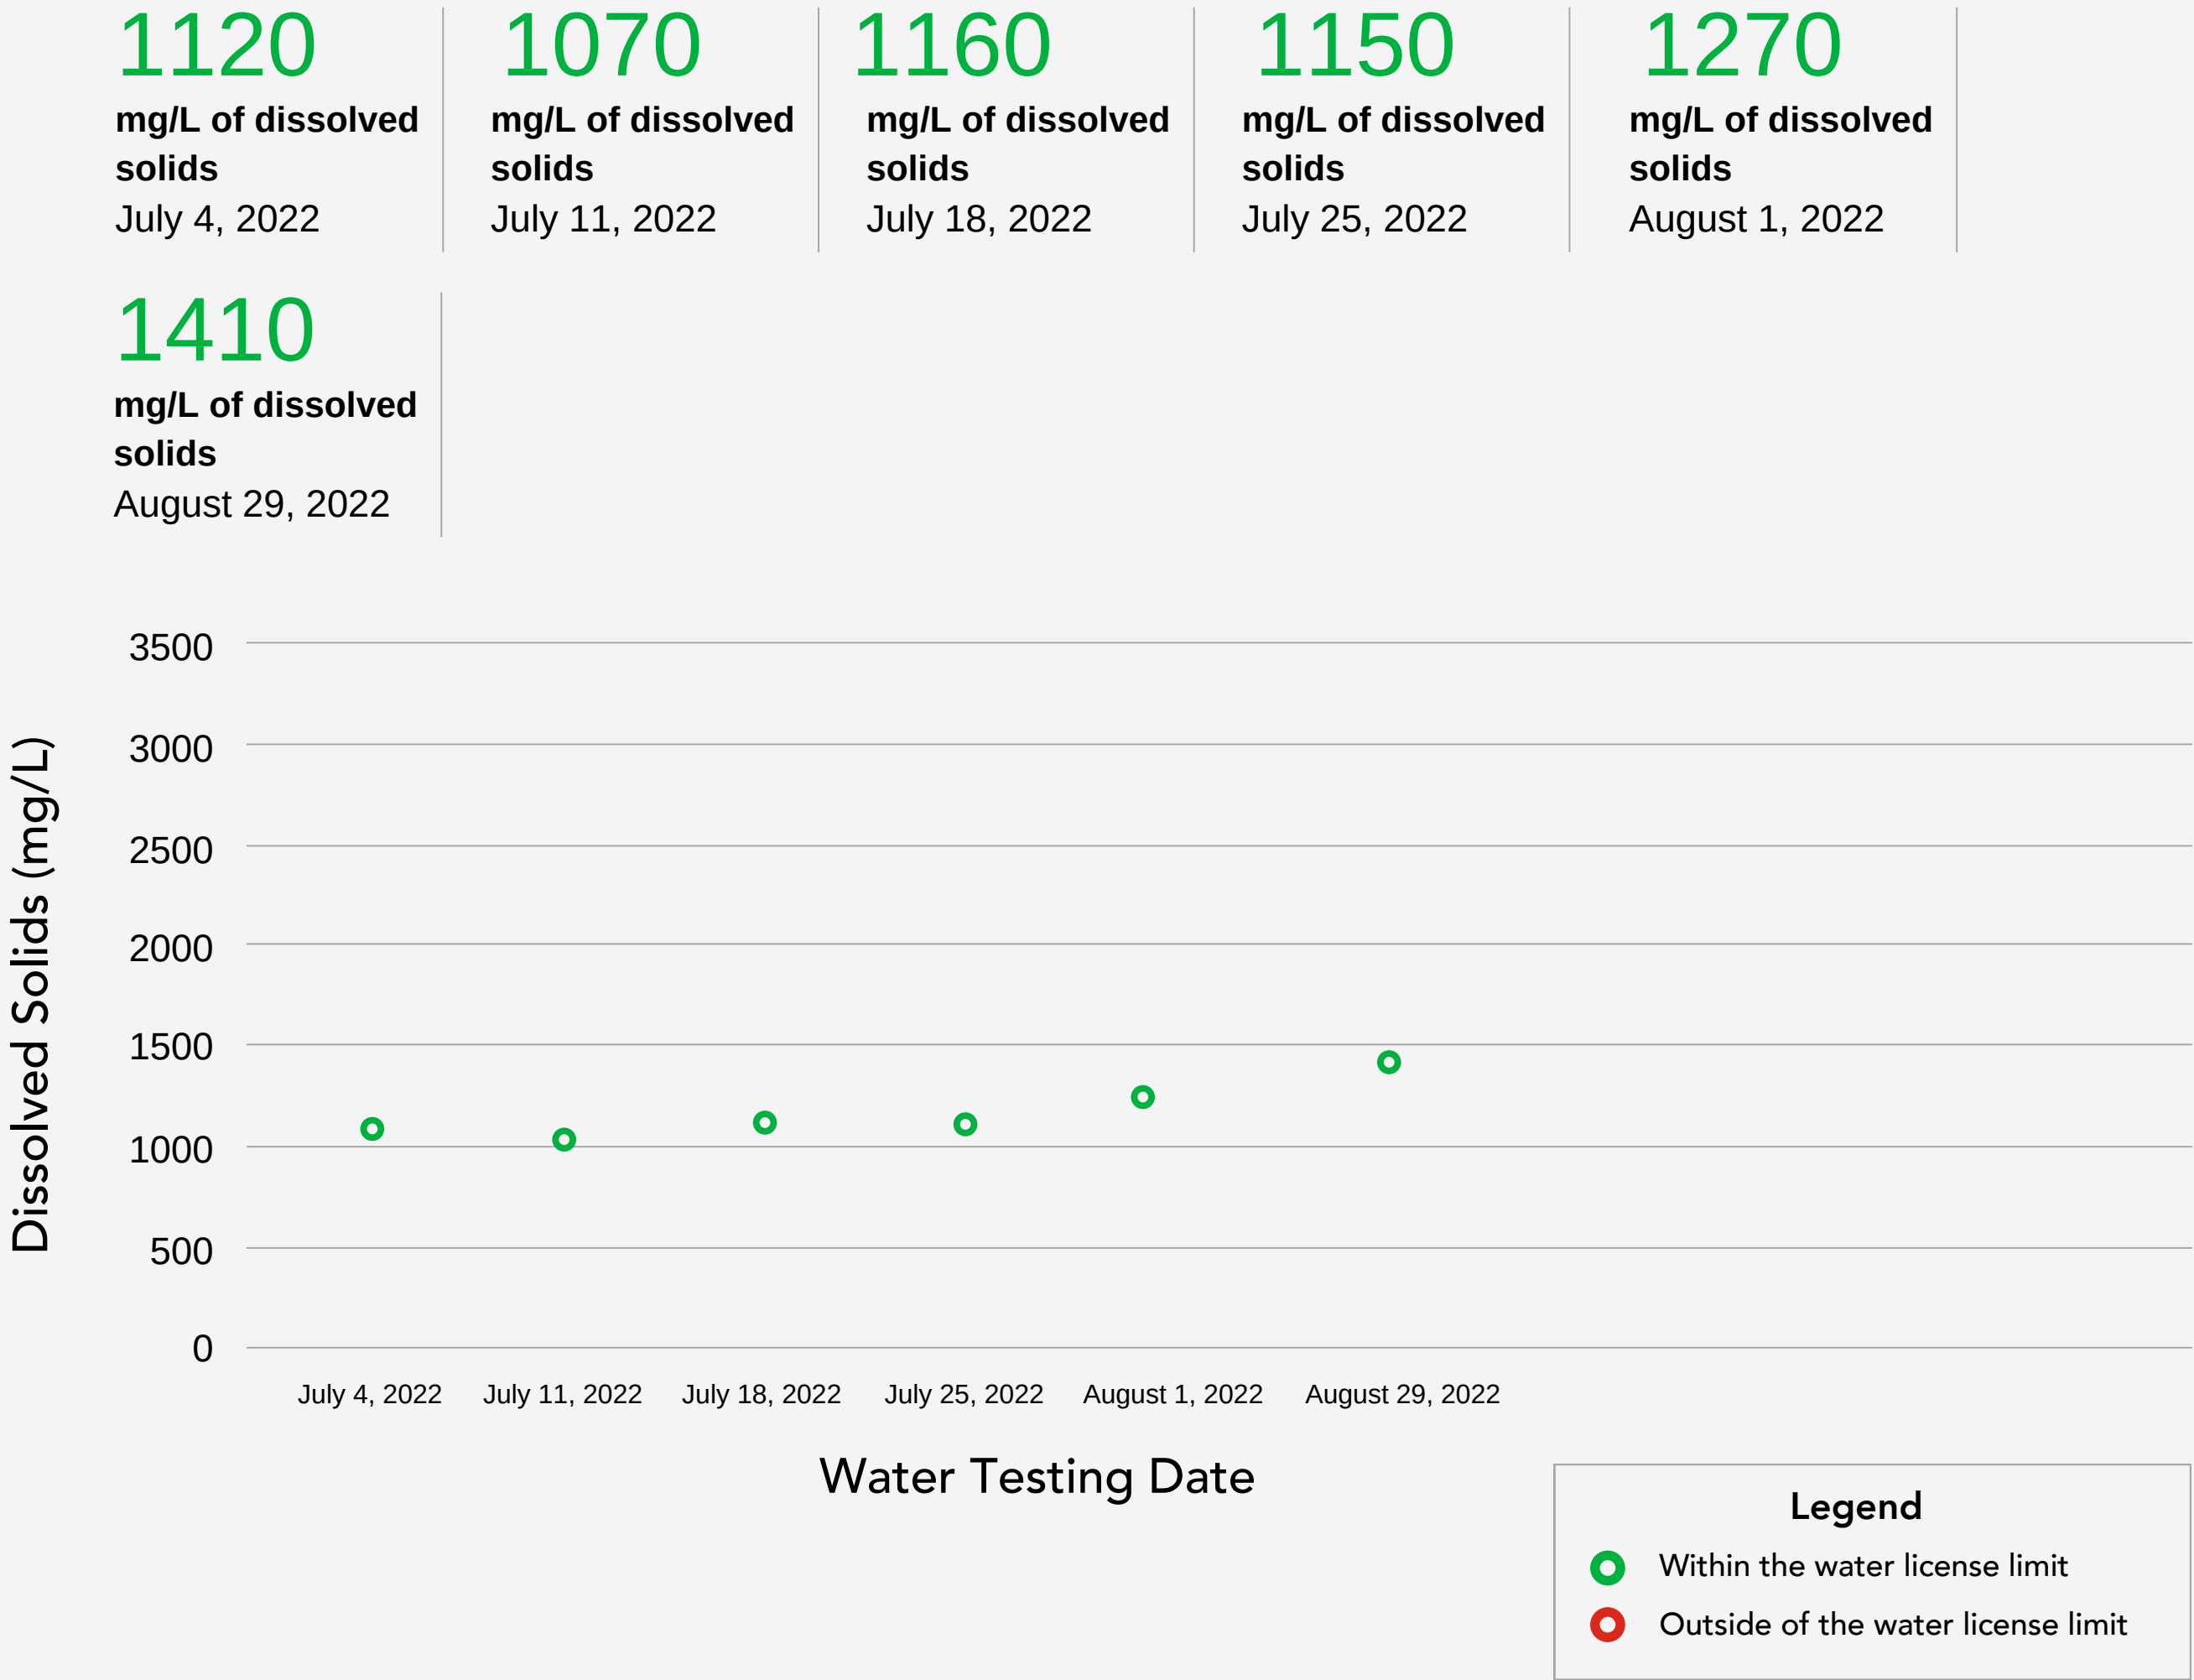 1120
mg/L of dissolved
solids
July 4, 2022
1070
mg/L of dissolved
solids
July 11, 2022
1160
mg/L of dissolved
solids
July 18, 2022
1150
mg/L of dissolved
solids
July 25, 2022
1270
mg/L of dissolved
solids
August 1, 2022
1410
mg/L of dissolved
solids
August 29, 2022
Dissolved Solids (mg/L)
3500
3000
2500
2000
1500
1000
500
0
July 4, 2022
July 11, 2022
July 18, 2022
July 25, 2022
August 1, 2022
August 29, 2022
Water Testing Date
Legend
Within the water license limit
Outside of the water license limit